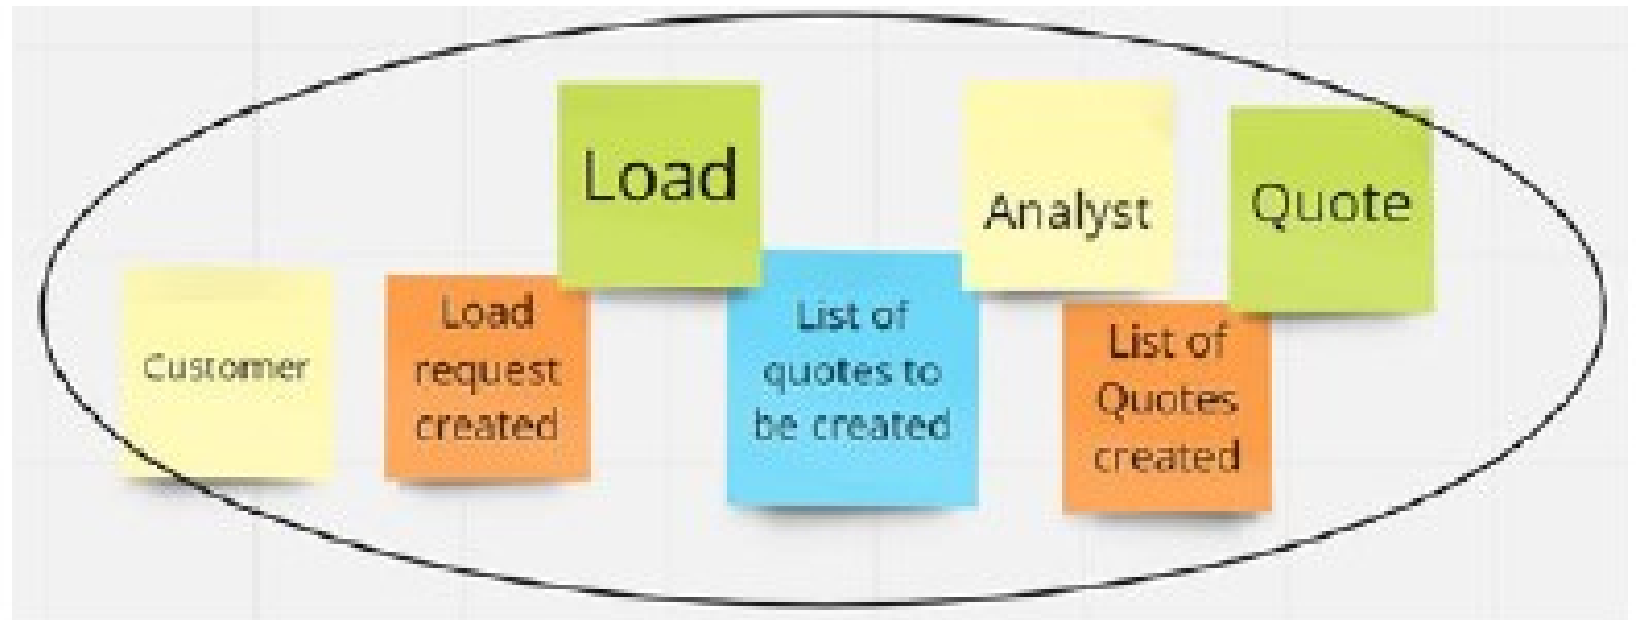 Load
Analyst
Quote
Customer
Load
request
created
List of
quotes to
be created
List of
Quotes
created